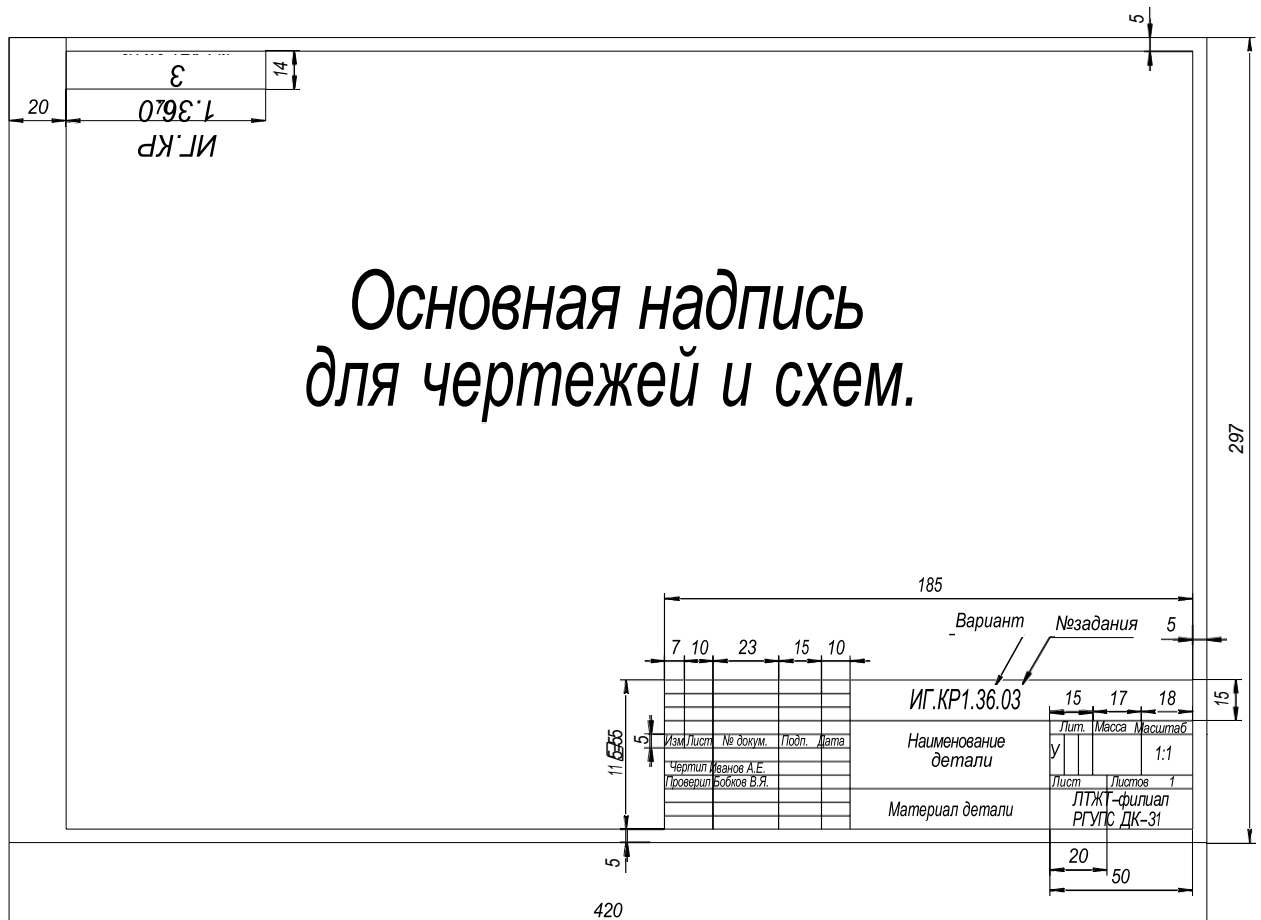 5
20
14
3
1.36.0
70
ИГ.КР
Основная надпись
для чертежей и схем.
297
185
Вариант
№задания
5
7 10 23 15 10
ИГ.КР1.36.03
15 17 18
15
5
Изм Лист № докум. Подп. Дата
Наименование
детали
Лит. Масса Масштаб
У
1:1
Чертил Иванов А.Е.
Проверил Бобков В.Я.
Лист Листов 1
Материал детали
ЛТЖТ-филиал
РГУПС ДК-31
5
20
50
420